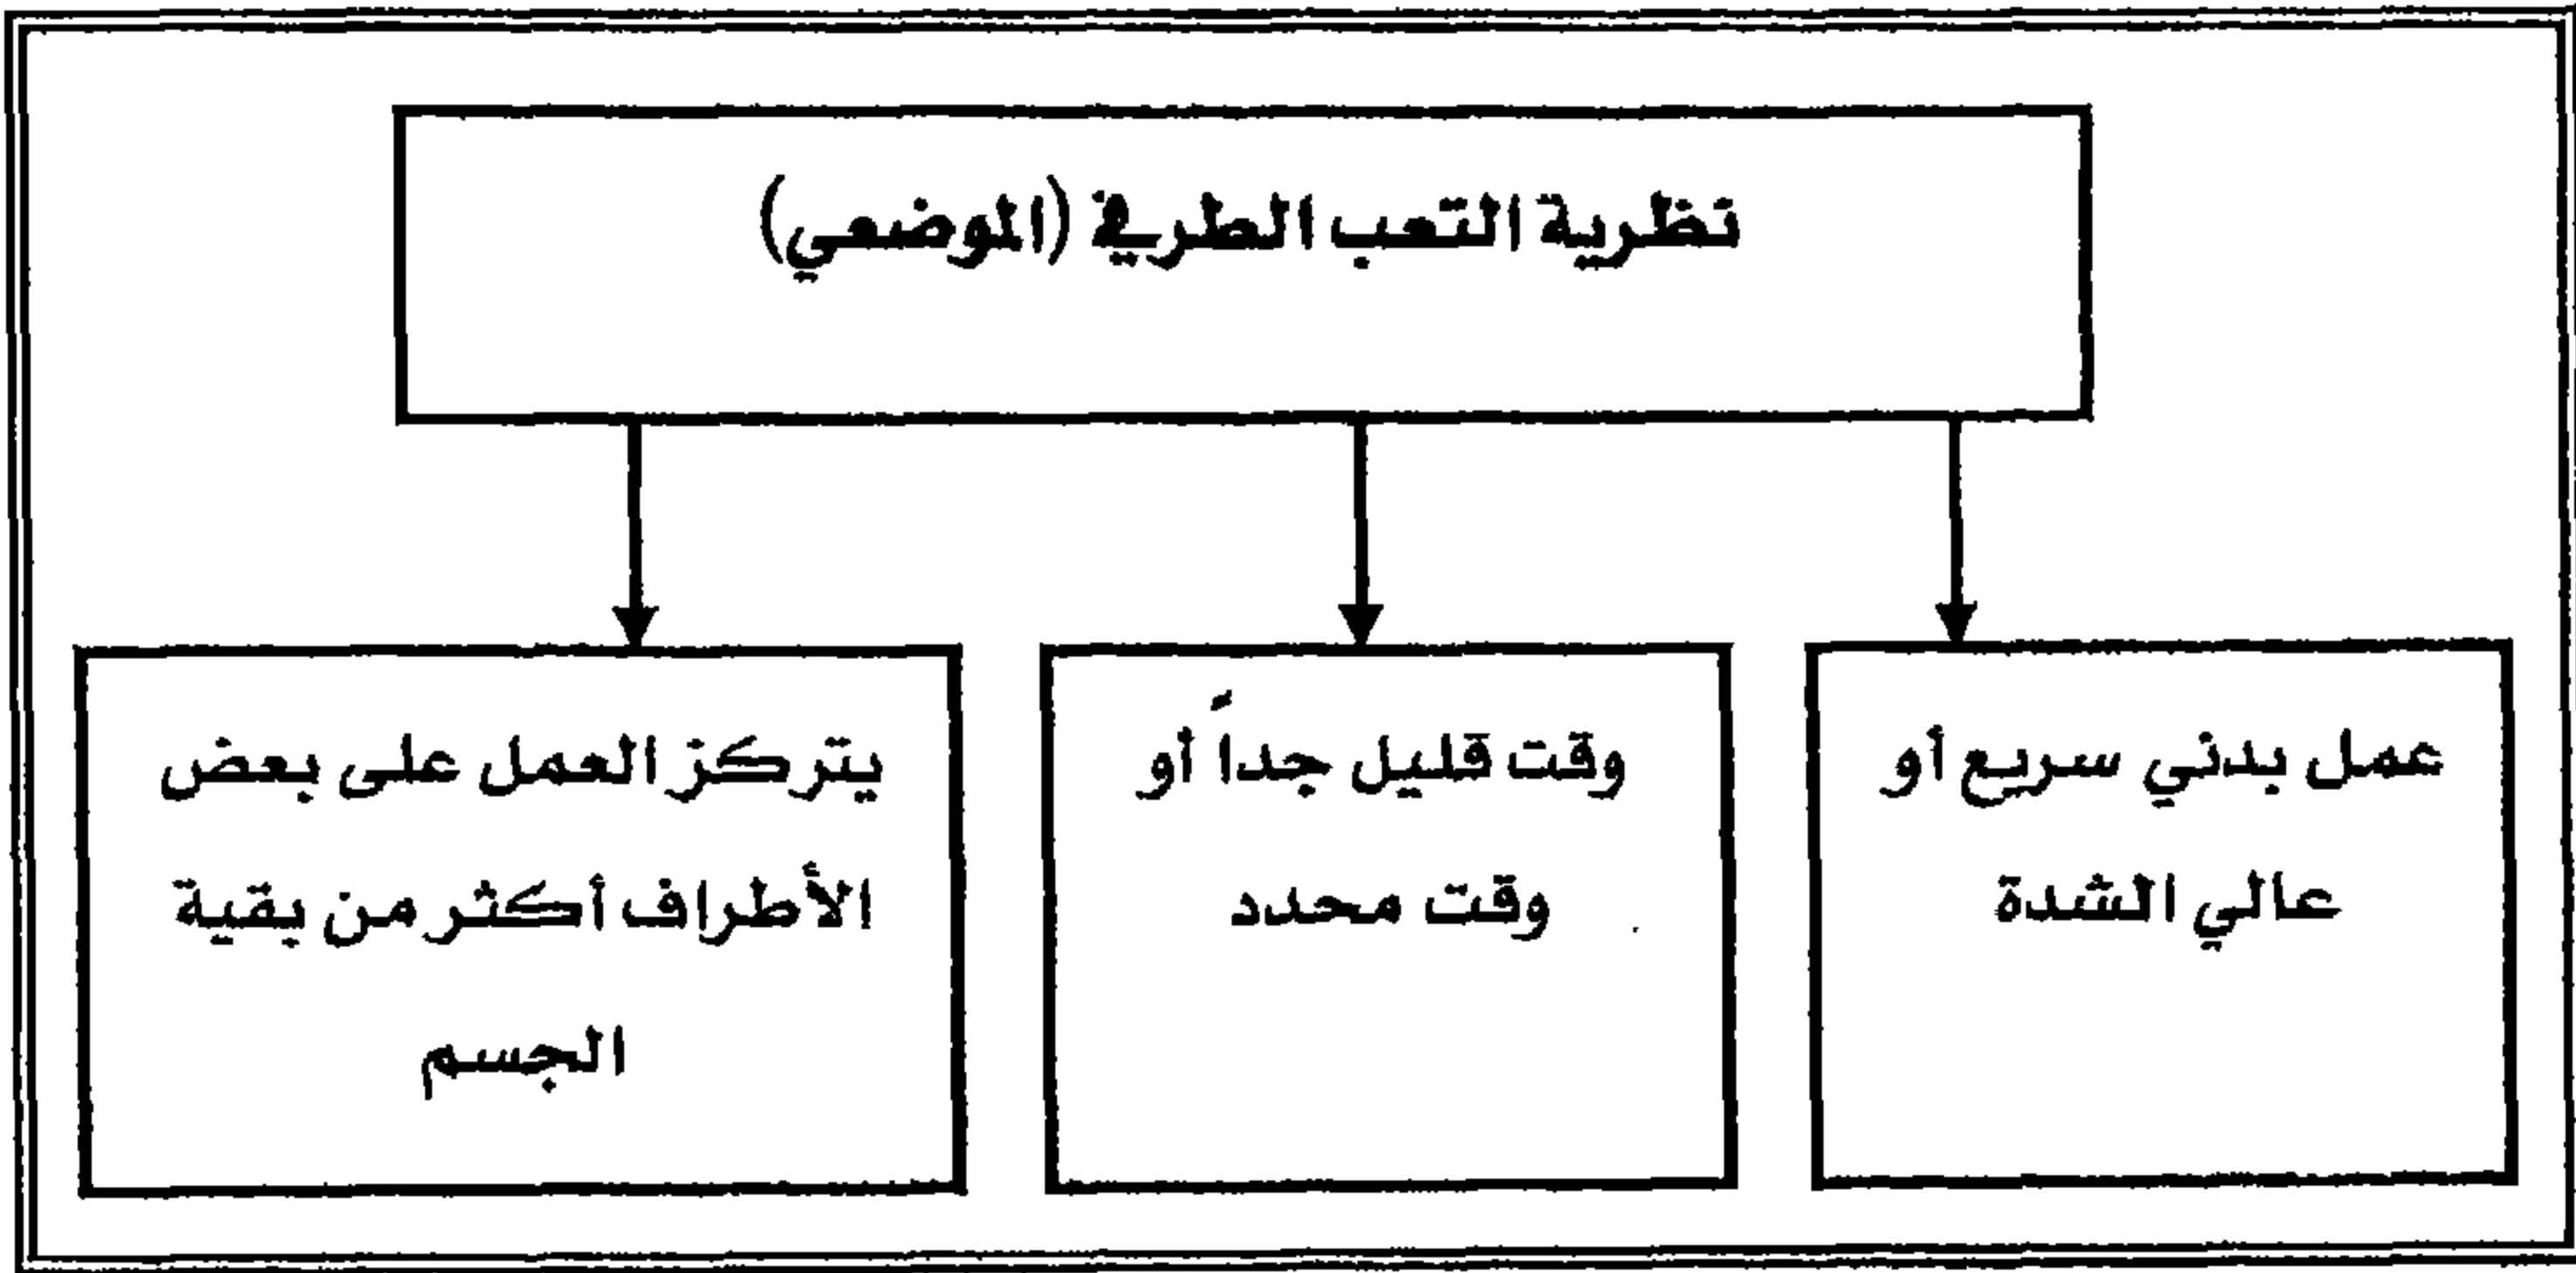 نظرية التعب الطرفي (الموضعي)
عمل بدني سريع أو
عالي الشدة
وقت قليل جداً أو
وقت محدد
يتركز العمل على بعض
الأطراف أكثر من بقية
الجسم